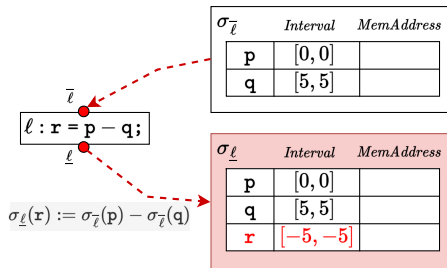 σ_ℓ̅ Interval MemAddress
p [0, 0]
q [5, 5]
ℓ̅
ℓ : r = p − q;
ℓ̲
σ_ℓ̲(r) := σ_ℓ̅(p) − σ_ℓ̅(q)
σ_ℓ̲ Interval MemAddress
p [0, 0]
q [5, 5]
r [−5, −5]